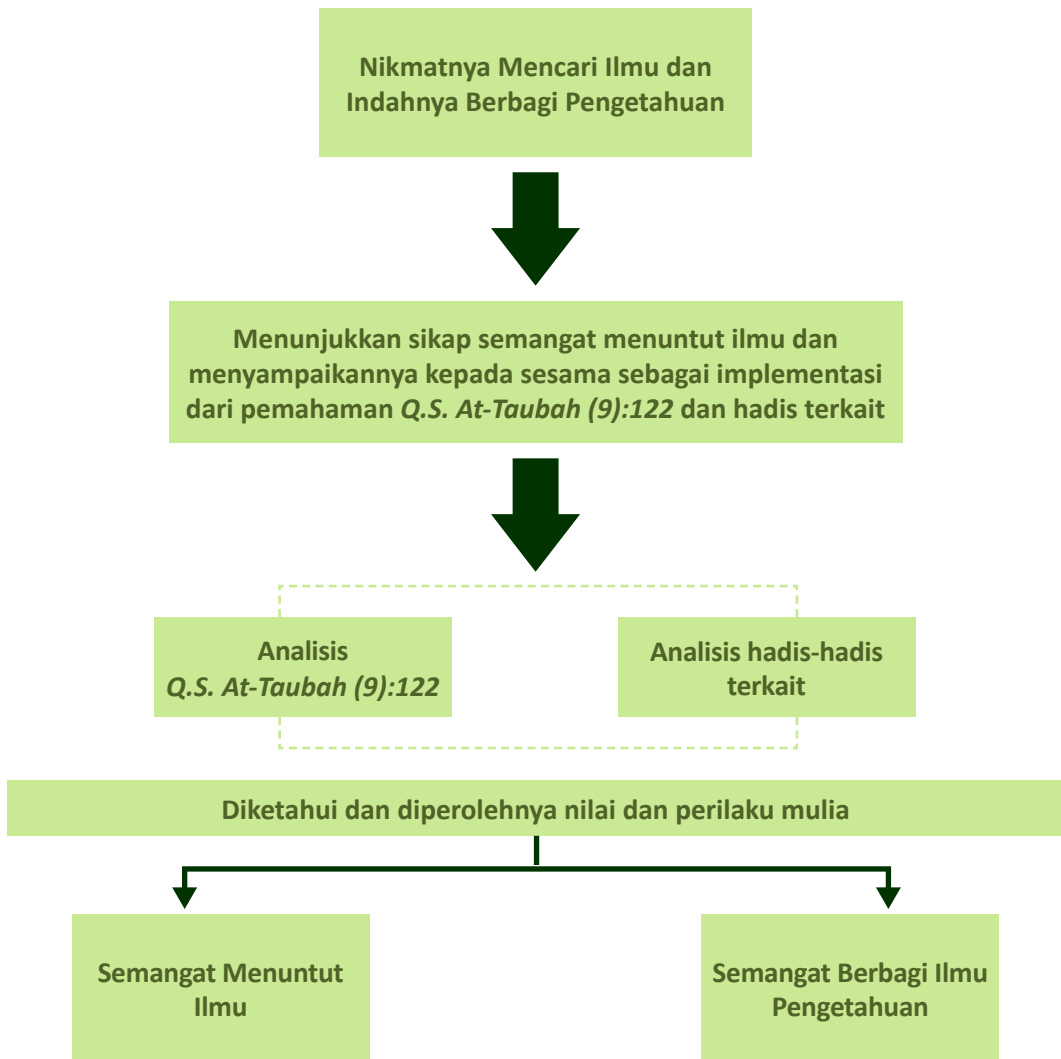 Nikmatnya Mencari Ilmu dan
Indahnya Berbagi Pengetahuan
Menunjukkan sikap semangat menuntut ilmu dan
menyampaikannya kepada sesama sebagai implementasi
dari pemahaman Q.S. At-Taubah (9):122 dan hadis terkait
Analisis
Q.S. At-Taubah (9):122
Analisis hadis-hadis
terkait
Diketahui dan diperolehnya nilai dan perilaku mulia
Semangat Menuntut
Ilmu
Semangat Berbagi Ilmu
Pengetahuan